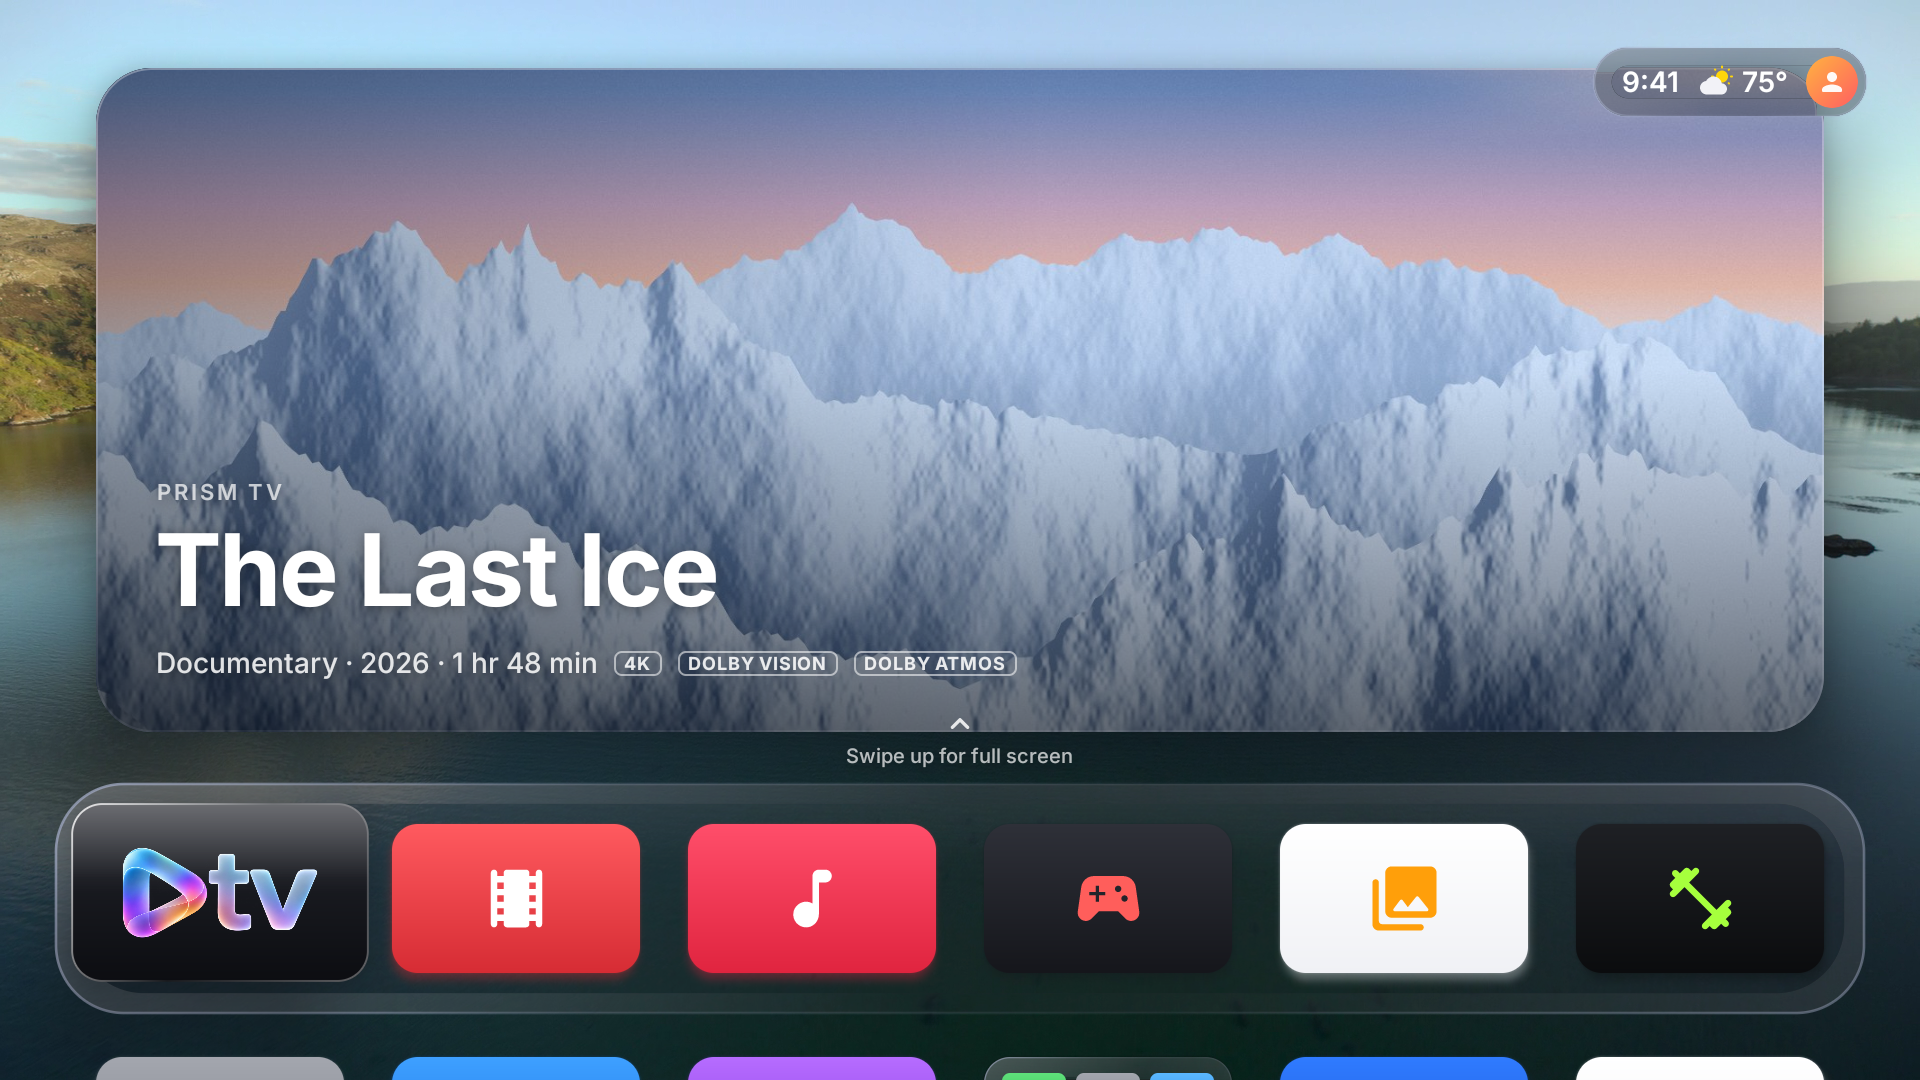 9:41 75°
PRISM TV
The Last Ice
Documentary · 2026 · 1 hr 48 min 4K DOLBY VISION DOLBY ATMOS
Swipe up for full screen
tv